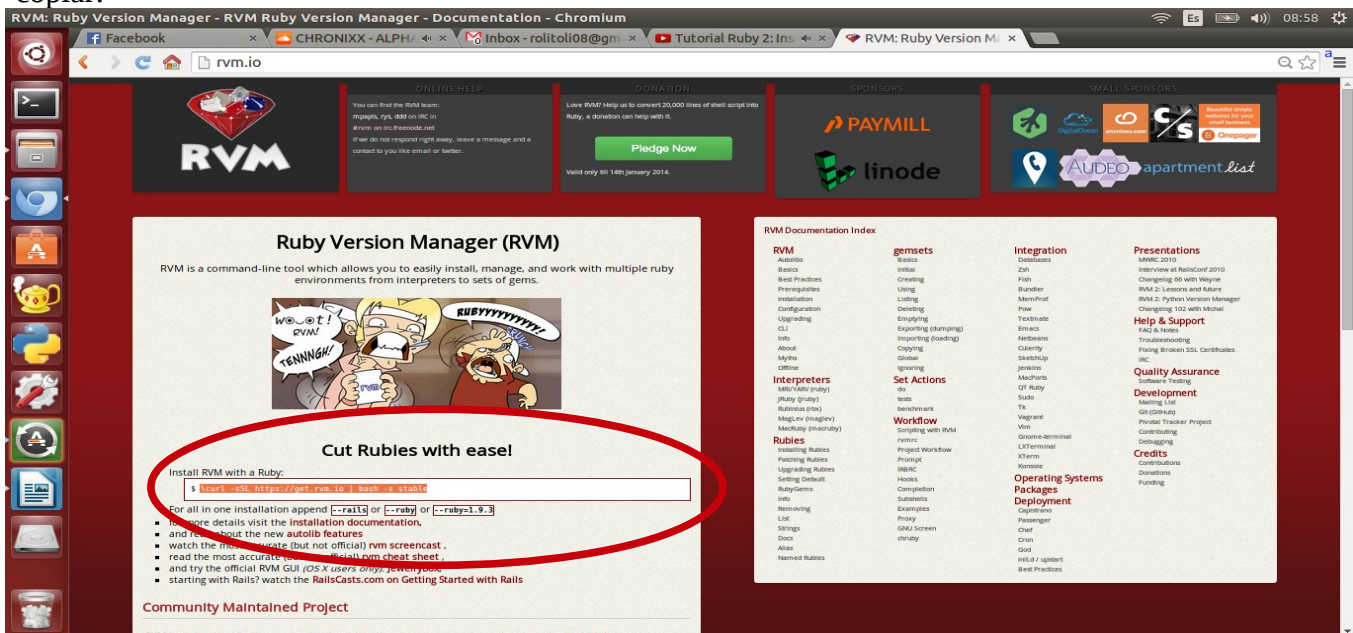 copiar.
RVM: Ruby Version Manager - RVM Ruby Version Manager - Documentation - Chromium
Es
08:58
Facebook
CHRONIXX - ALPH
Inbox - rolitoli08@gm
Tutorial Ruby 2: Ins
RVM: Ruby Version Ma
rvm.io
a
RVM
ONLINE HELP
You can find the RVM team:
mpapis, rys, ddd on IRC in
#rvm on irc.freenode.net
If we do not respond right away, leave a message and a
contact to you like email or twitter.
DONATION
Love RVM? Help us to convert 20,000 lines of shell script into
Ruby, a donation can help with it.
Pledge Now
Valid only till 14th January 2014.
SPONSORS
PAYMILL
linode
SMALL SPONSORS
DigitalOcean
anynines.com
C/S
Beautiful simple
websites for your
small business
Onepager
AUDEO
apartment list
Ruby Version Manager (RVM)
RVM is a command-line tool which allows you to easily install, manage, and work with multiple ruby
environments from interpreters to sets of gems.
WOOOT!
RVM!
TENNNGH!
RUBYYYYYYY!
rvm
Cut Rubies with ease!
Install RVM with a Ruby:
$ \curl -sSL https://get.rvm.io | bash -s stable
For all in one installation append --rails or --ruby or --ruby=1.9.3
more details visit the installation documentation,
and about the new autolib features
watch the most accurate (but not official) rvm screencast ,
read the most accurate official) rvm cheat sheet ,
and try the official RVM GUI (OS X users only): JewelryBox,
starting with Rails? watch the RailsCasts.com on Getting Started with Rails
Community Maintained Project
RVM Documentation Index
RVM
Autolibs
Basics
Best Practices
Prerequisites
Installation
Configuration
Upgrading
CLI
Info
About
Myths
Offline
Interpreters
MRI/YARV (ruby)
JRuby (jruby)
Rubinius (rbx)
MagLev (maglev)
MacRuby (macruby)
Rubies
Installing Rubies
Patching Rubies
Upgrading Rubies
Setting Default
RubyGems
Info
Removing
List
Strings
Docs
Alias
Named Rubies
gemsets
Basics
Initial
Creating
Using
Listing
Deleting
Emptying
Exporting (dumping)
Importing (loading)
Copying
Global
Ignoring
Set Actions
do
tests
benchmark
Workflow
Scripting with RVM
rvmrc
Project Workflow
Prompt
IRBRC
Hooks
Completion
Subshells
Examples
Proxy
GNU Screen
chruby
Integration
Databases
Zsh
Fish
Bundler
MemProf
Pow
Textmate
Emacs
Netbeans
Culerity
SketchUp
Jenkins
MacPorts
QT Ruby
Sudo
Tk
Vagrant
Vim
Gnome-terminal
LXTerminal
XTerm
Konsole
Operating Systems
Packages
Deployment
Capistrano
Passenger
Chef
Cron
God
init.d / upstart
Best Practices
Presentations
MWRC 2010
Interview at RailsConf 2010
Changelog 66 with Wayne
RVM 2: Lessons and future
RVM 2: Python Version Manager
Changelog 102 with Michal
Help & Support
FAQ & Notes
Troubleshooting
Fixing Broken SSL Certificates
IRC
Quality Assurance
Software Testing
Development
Mailing List
Git (GitHub)
Pivotal Tracker Project
Contributing
Debugging
Credits
Contributions
Donations
Funding